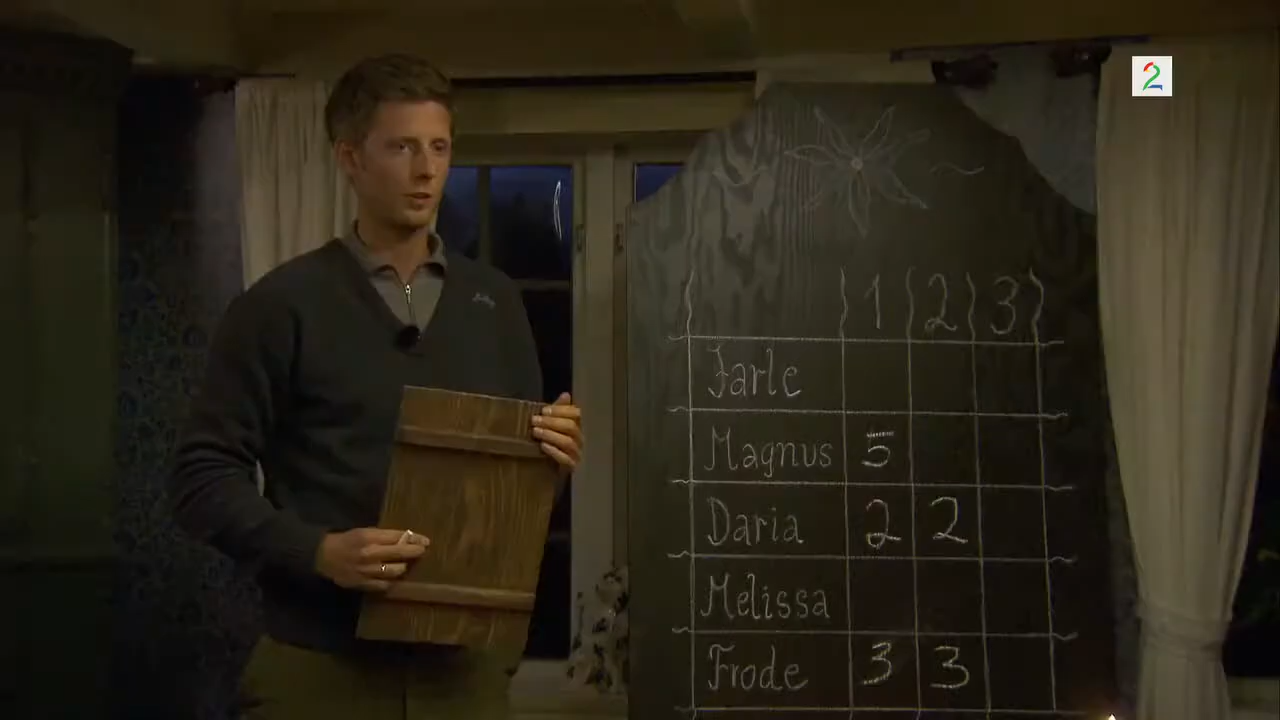 2
1 2 3
Jarle
Magnus 5
Daria 2 2
Melissa
Frode 3 3